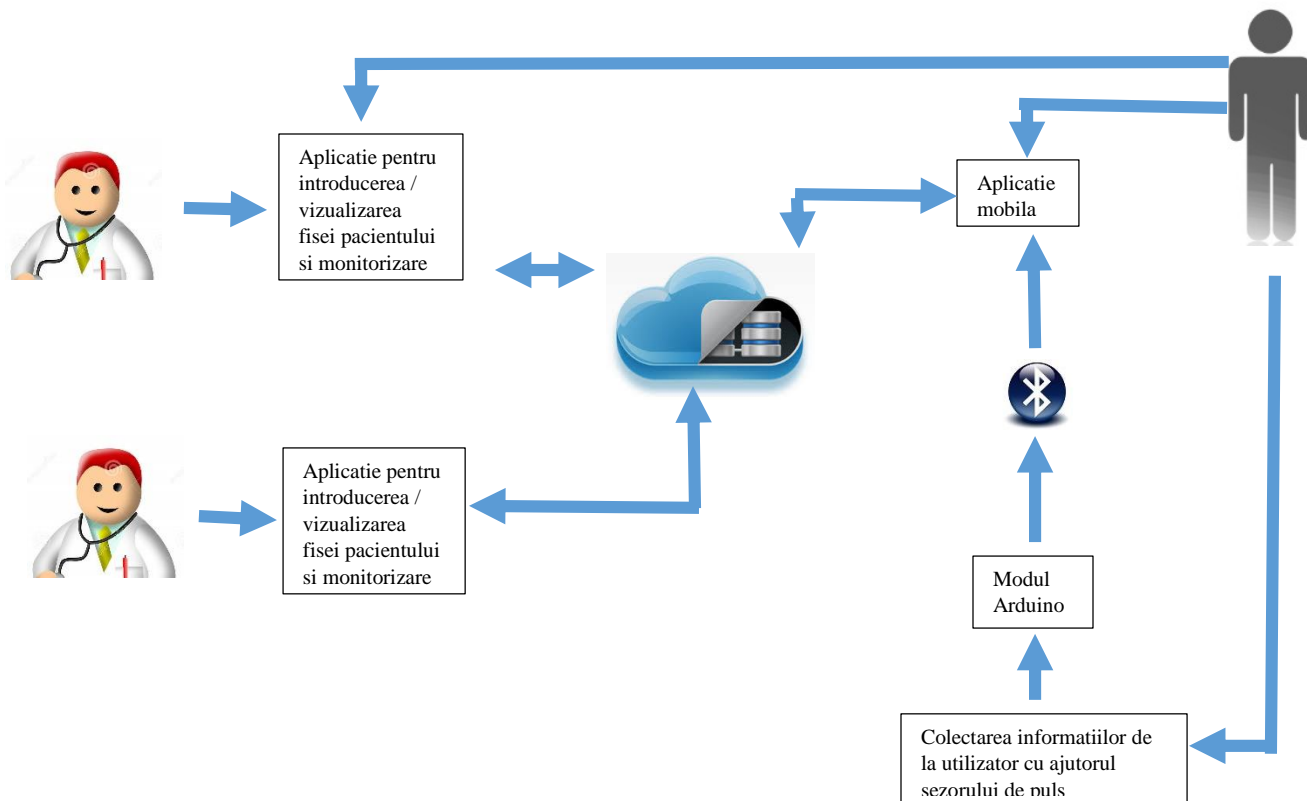 Aplicatie pentru
introducerea /
vizualizarea
fisei pacientului
si monitorizare
Aplicatie
mobila
Aplicatie pentru
introducerea /
vizualizarea
fisei pacientului
si monitorizare
Modul
Arduino
Colectarea informatiilor de
la utilizator cu ajutorul
sezorului de puls